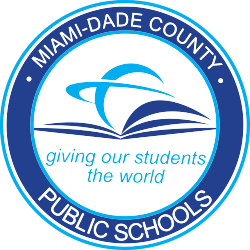 MIAMI-DADE COUNTY
giving our students
the world
PUBLIC SCHOOLS